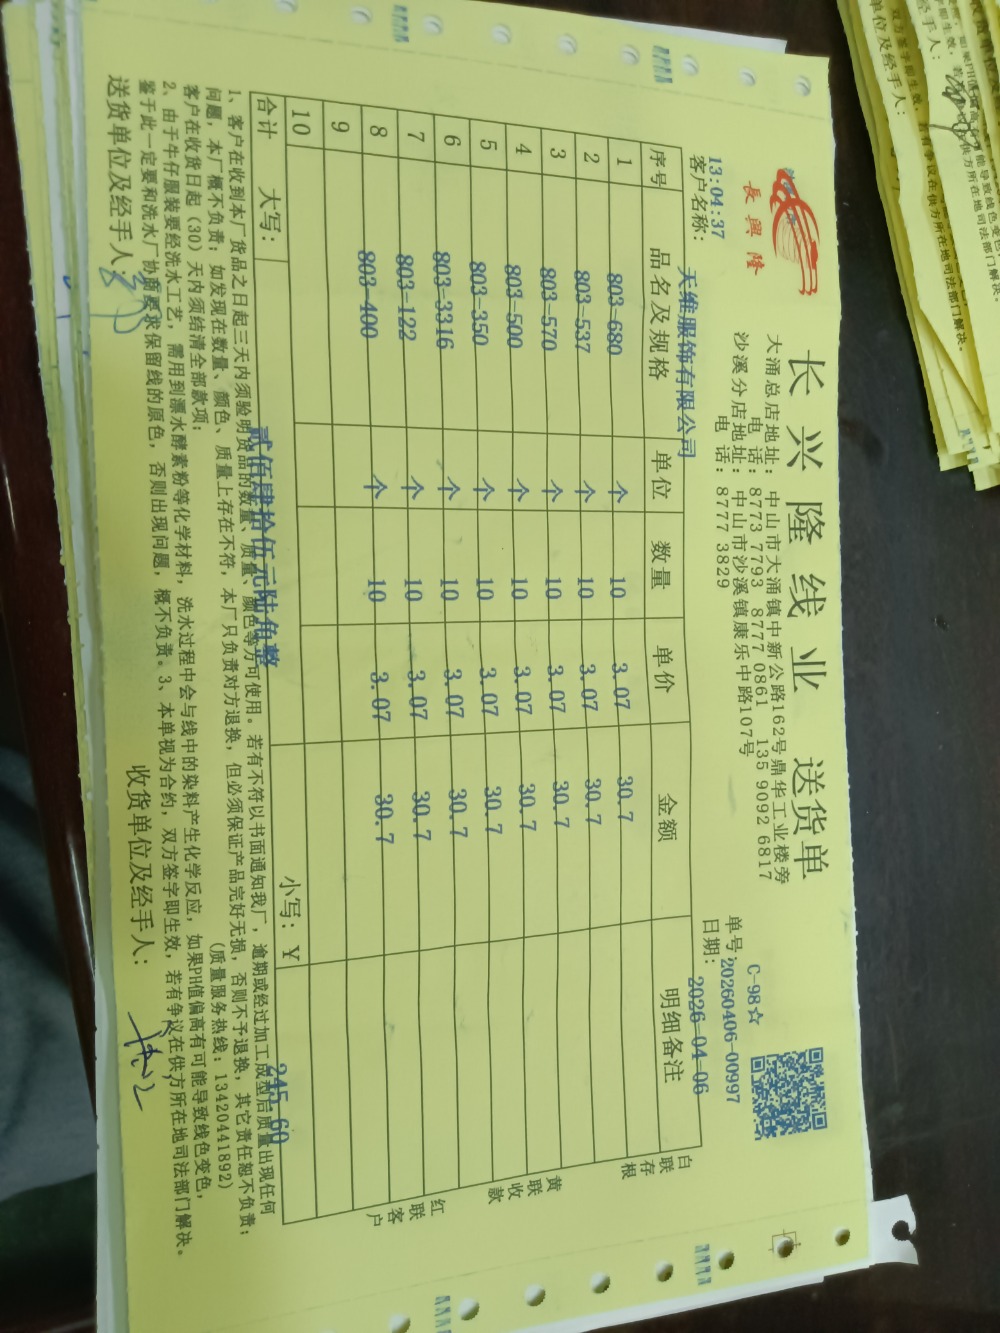 長興隆
长兴隆线业 送货单
大涌总店地址: 中山市大涌镇中新公路162号鼎华工业楼旁
电 话: 8773 7793 8777 0861 135 9092 6817
沙溪分店地址: 中山市沙溪镇康乐中路107号
电 话: 8777 3829
C-98☆
单号: 20260406-00997
日期: 2026-04-06
13:04:37
客户名称: 天维服饰有限公司
序号 品名及规格 单位 数量 单价 金额 明细备注
1 803-680 个 10 3.07 30.7
2 803-537 个 10 3.07 30.7
3 803-570 个 10 3.07 30.7
4 803-500 个 10 3.07 30.7
5 803-350 个 10 3.07 30.7
6 803-3316 个 10 3.07 30.7
7 803-122 个 10 3.07 30.7
8 803-400 个 10 3.07 30.7
9
10
合计 大写: 贰佰肆拾伍元陆角整 小写: Y 245.60
白联存根
黄联收款
红联客户
1、客户在收到本厂货品之日起三天内须验明货品的数量、质量、颜色等方可使用。若有不符以书面通知我厂，逾期或经过加工成型后质量出现任何
问题，本厂概不负责；如发现在数量、颜色、质量上存在不符，本厂只负责对方退换，但必须保证产品完好无损，否则不予退换，其它责任恕不负责；
客户在收货日起（30）天内须结清全部款项； (质量服务热线: 13420441892)
2、由于牛仔服装要经洗水工艺，需用到漂水酵素粉等化学材料，洗水过程中会与线中的染料产生化学反应，如果PH值偏高有可能导致线色变色，
鉴于此一定要和洗水厂协商要求保留线的原色，否则出现问题，概不负责。3、本单视为合约，双方签字即生效，若有争议在供方所在地司法部门解决。
送货单位及经手人: 收货单位及经手人: